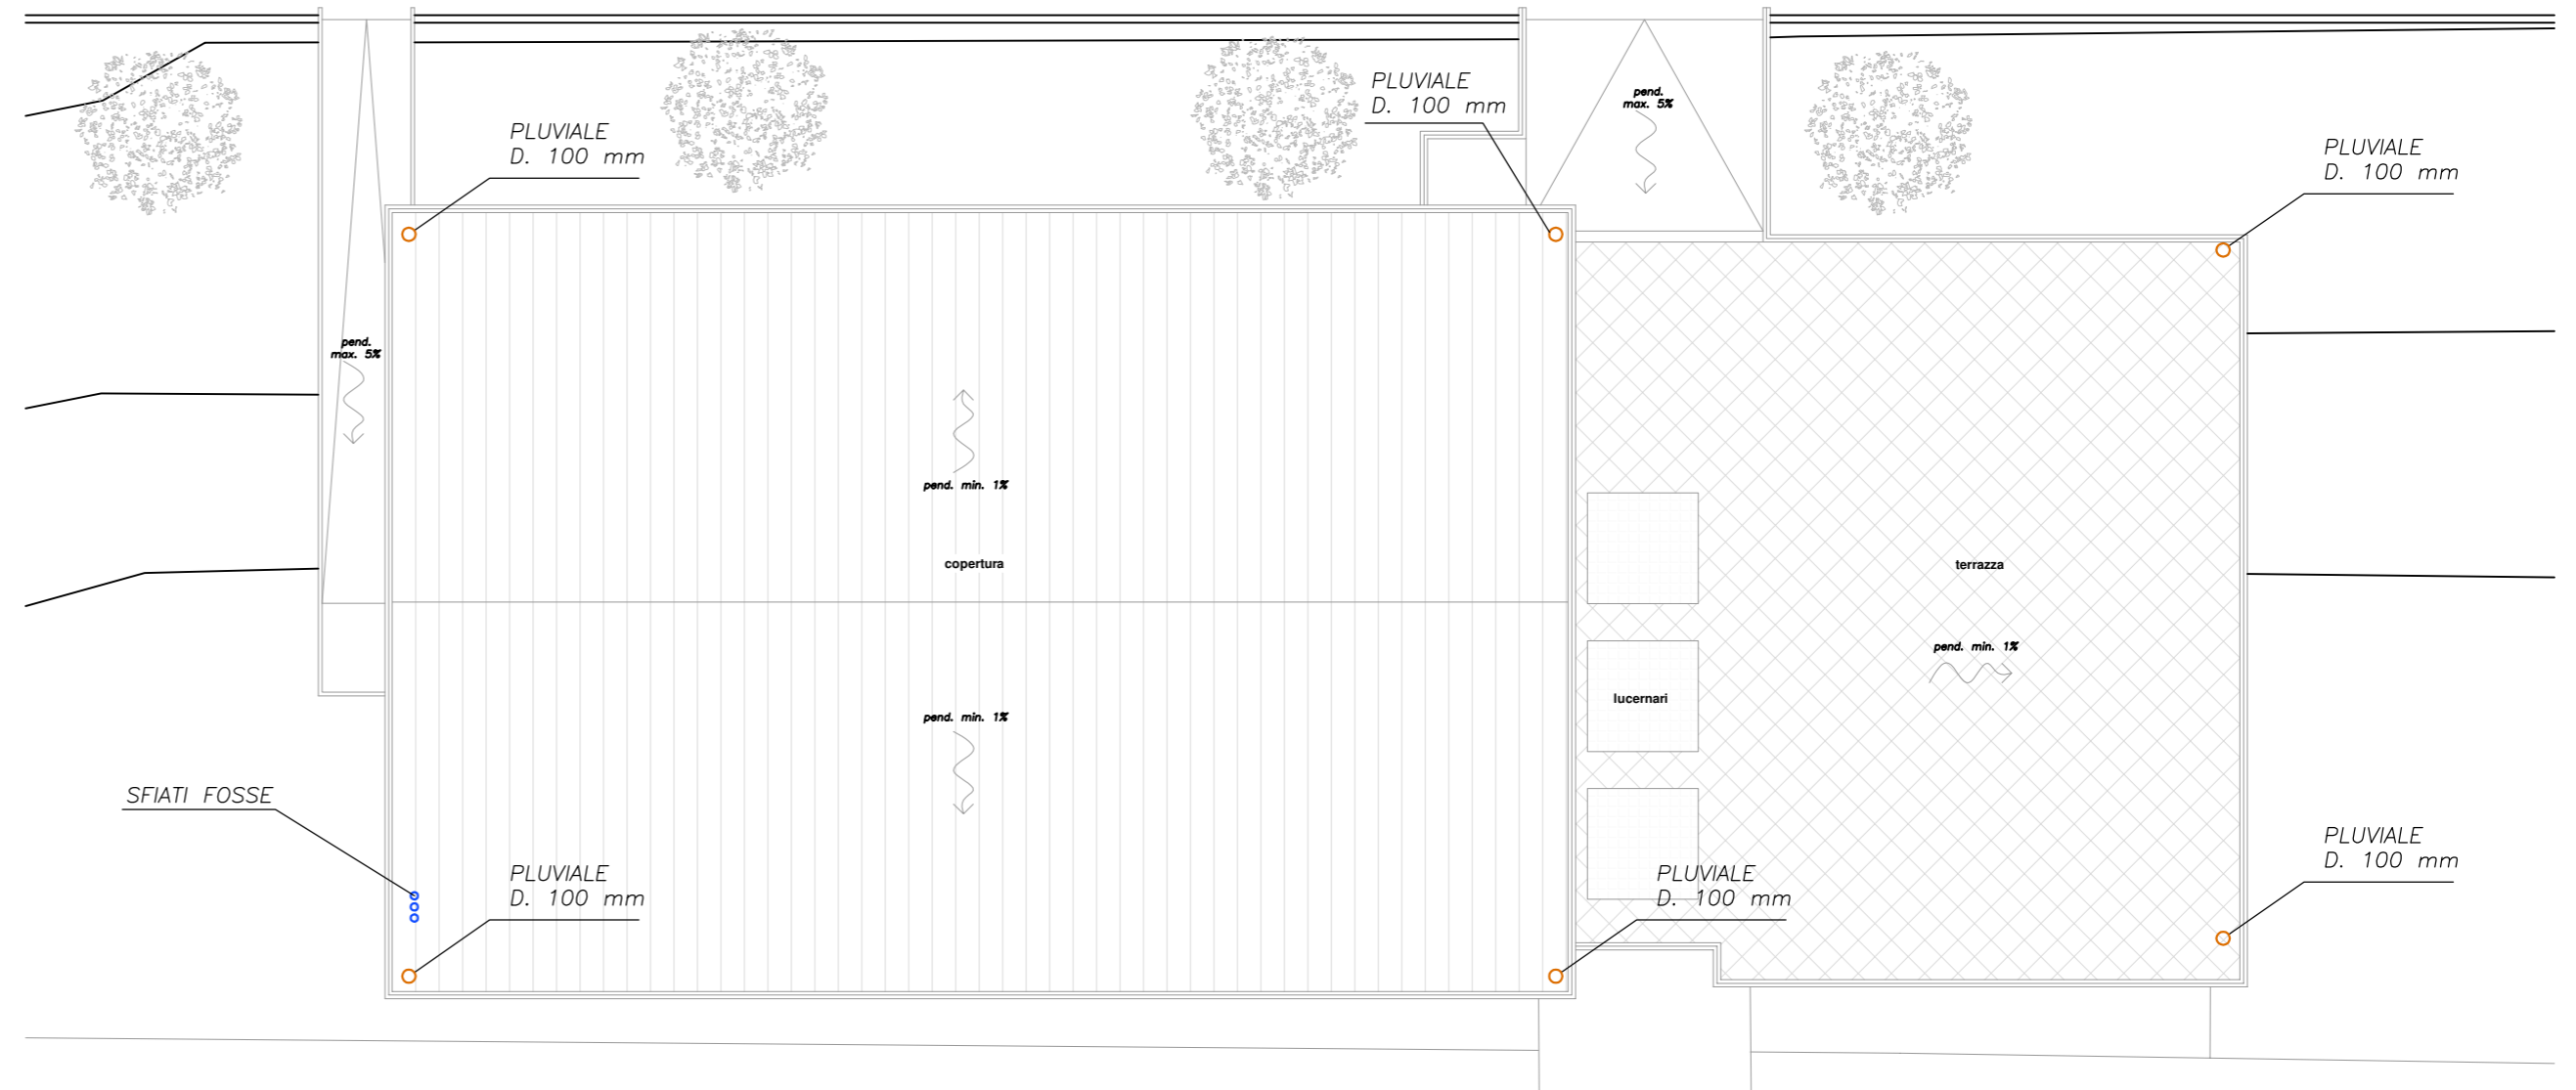 PLUVIALE
D. 100 mm
pend.
max. 5%
PLUVIALE
D. 100 mm
PLUVIALE
D. 100 mm
pend.
max. 5%
pend. min. 1%
copertura
terrazza
pend. min. 1%
lucernari
pend. min. 1%
SFIATI FOSSE
PLUVIALE
D. 100 mm
PLUVIALE
D. 100 mm
PLUVIALE
D. 100 mm